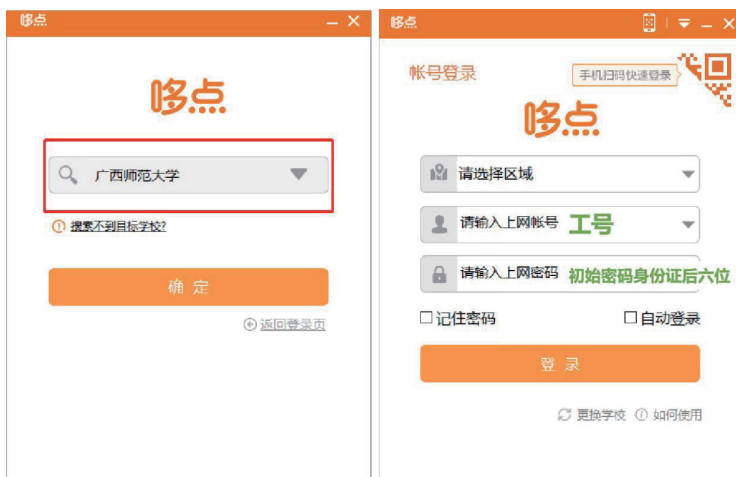 哆点
哆点
广西师范大学
搜索不到目标学校?
确定
返回登录页
哆点
帐号登录
手机扫码快速登录
哆点
请选择区域
请输入上网帐号 工号
请输入上网密码 初始密码身份证后六位
记住密码 自动登录
登录
更换学校 如何使用